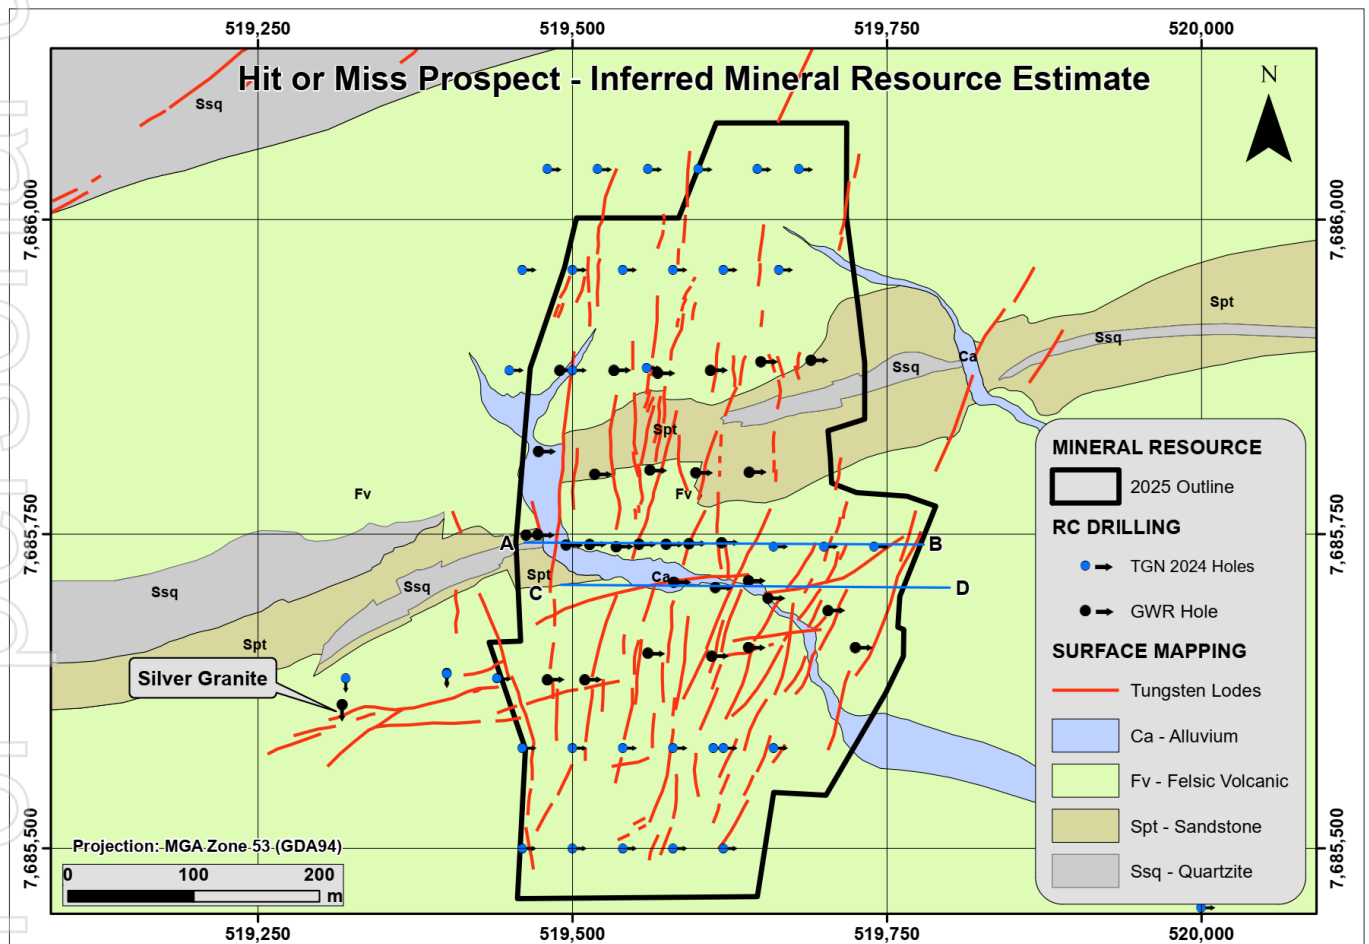 519,250 519,500 519,750 520,000
Hit or Miss Prospect - Inferred Mineral Resource Estimate
N
Ssq
7,686,000 7,686,000
Spt
Ssq
Ca
Ssq
Spt
Fv Fv
7,685,750 7,685,750
A B
Ca
Spt
C D
Ssq Ssq
Spt
Silver Granite
MINERAL RESOURCE
2025 Outline
RC DRILLING
TGN 2024 Holes
GWR Hole
SURFACE MAPPING
Tungsten Lodes
Ca - Alluvium
Fv - Felsic Volcanic
Spt - Sandstone
Ssq - Quartzite
7,685,500 7,685,500
Projection: MGA Zone 53 (GDA94)
0 100 200
m
519,250 519,500 519,750 520,000